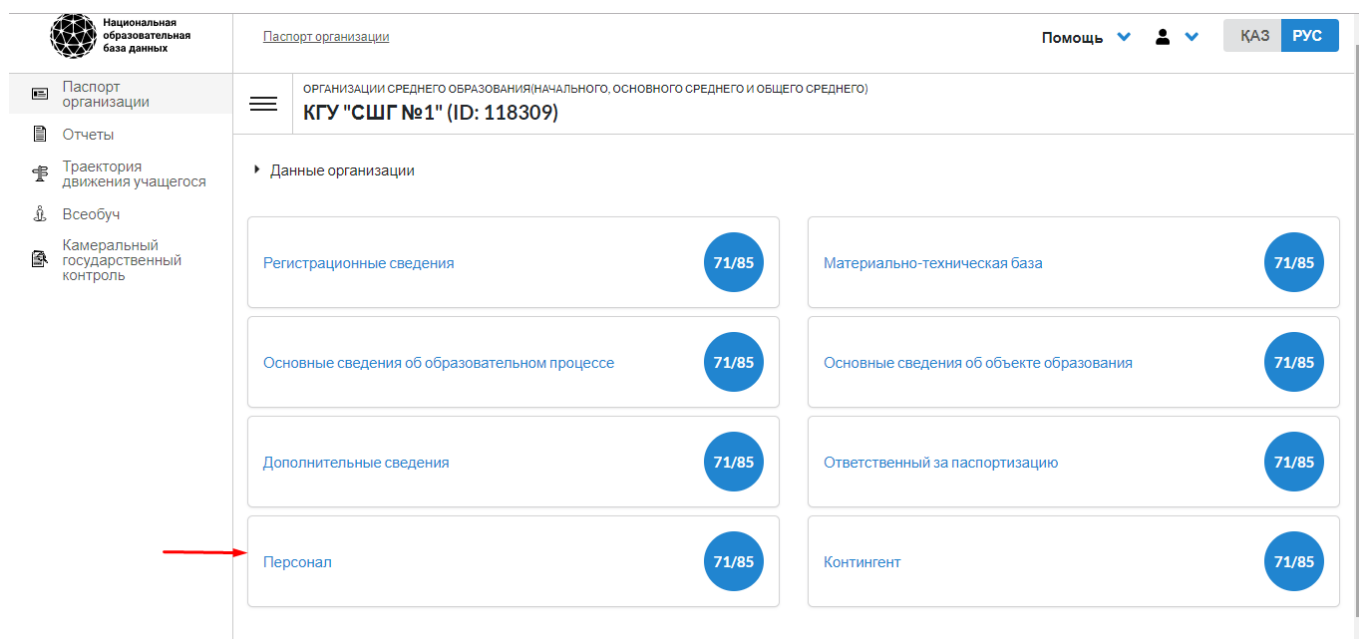 Национальная
образовательная
база данных
Паспорт организации
Помощь
ҚАЗ РУС
Паспорт
организации
Отчеты
Траектория
движения учащегося
Всеобуч
Камеральный
государственный
контроль
ОРГАНИЗАЦИИ СРЕДНЕГО ОБРАЗОВАНИЯ(НАЧАЛЬНОГО, ОСНОВНОГО СРЕДНЕГО И ОБЩЕГО СРЕДНЕГО)
КГУ "СШГ №1" (ID: 118309)
Данные организации
Регистрационные сведения 71/85
Материально-техническая база 71/85
Основные сведения об образовательном процессе 71/85
Основные сведения об объекте образования 71/85
Дополнительные сведения 71/85
Ответственный за паспортизацию 71/85
Персонал 71/85
Контингент 71/85